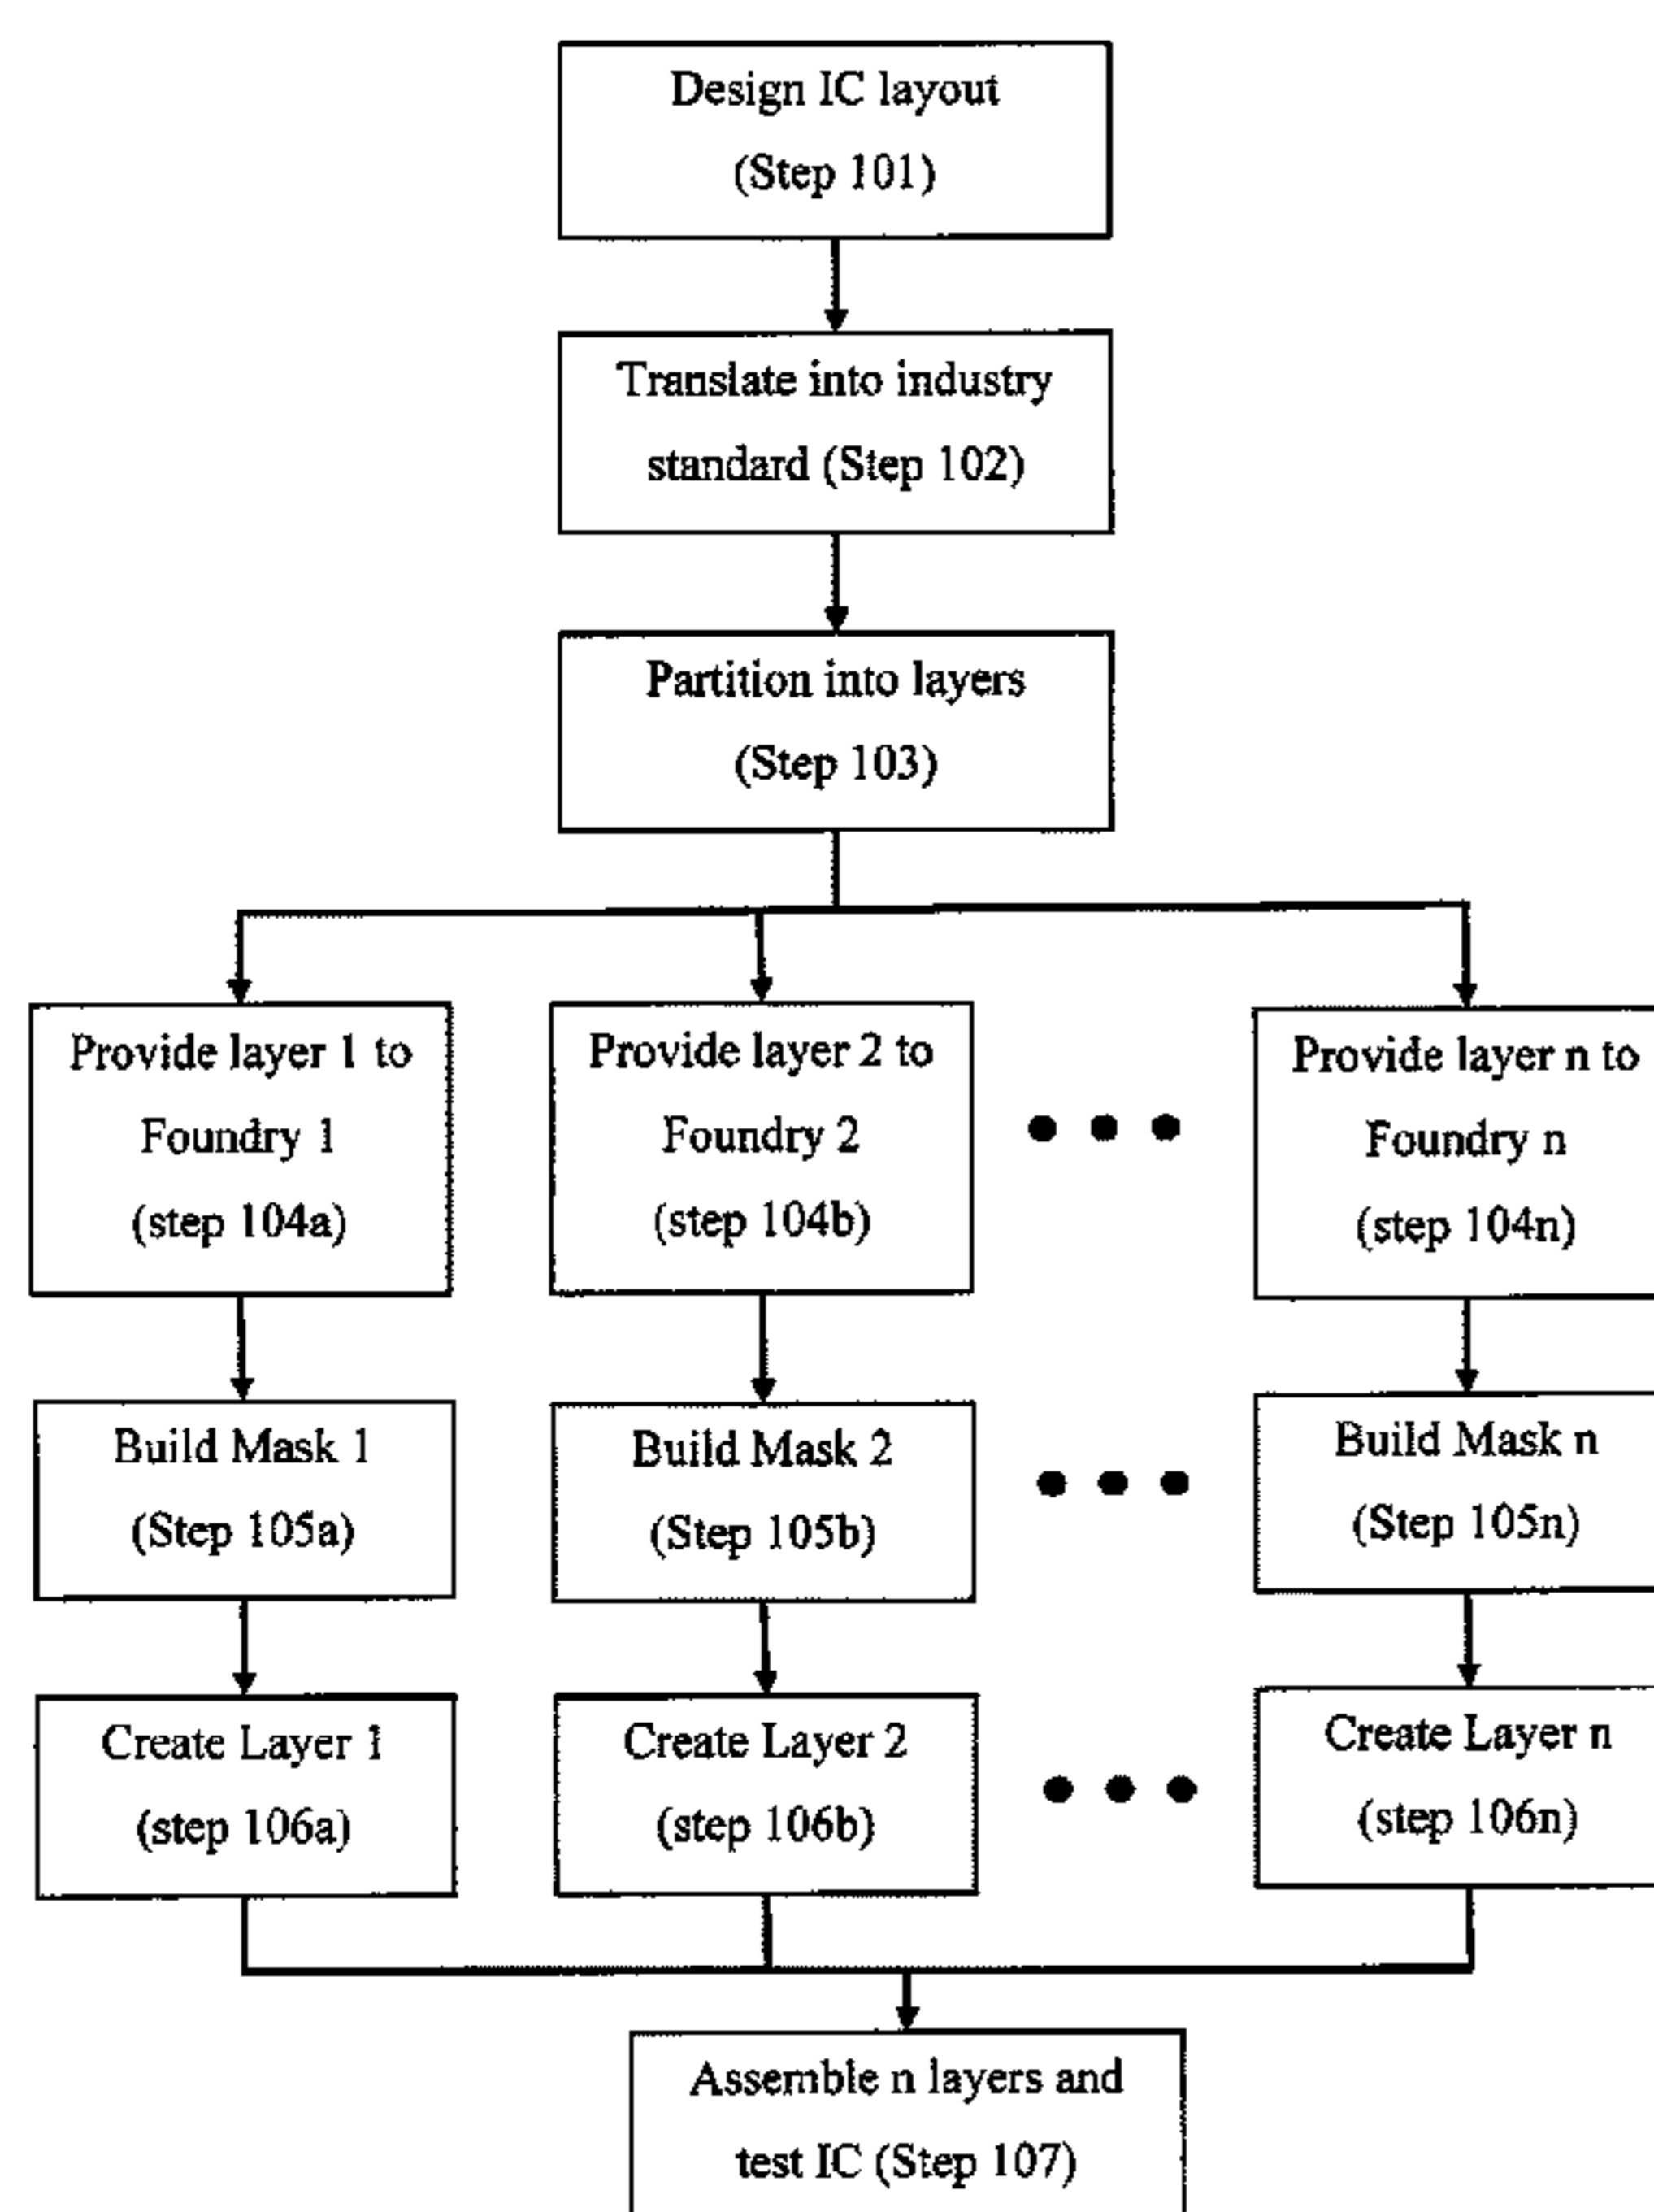 Design IC layout
(Step 101)
Translate into industry
standard (Step 102)
Partition into layers
(Step 103)
Provide layer 1 to
Foundry 1
(step 104a)
Provide layer 2 to
Foundry 2
(step 104b)
Provide layer n to
Foundry n
(step 104n)
Build Mask 1
(Step 105a)
Build Mask 2
(Step 105b)
Build Mask n
(Step 105n)
Create Layer 1
(step 106a)
Create Layer 2
(step 106b)
Create Layer n
(step 106n)
Assemble n layers and
test IC (Step 107)